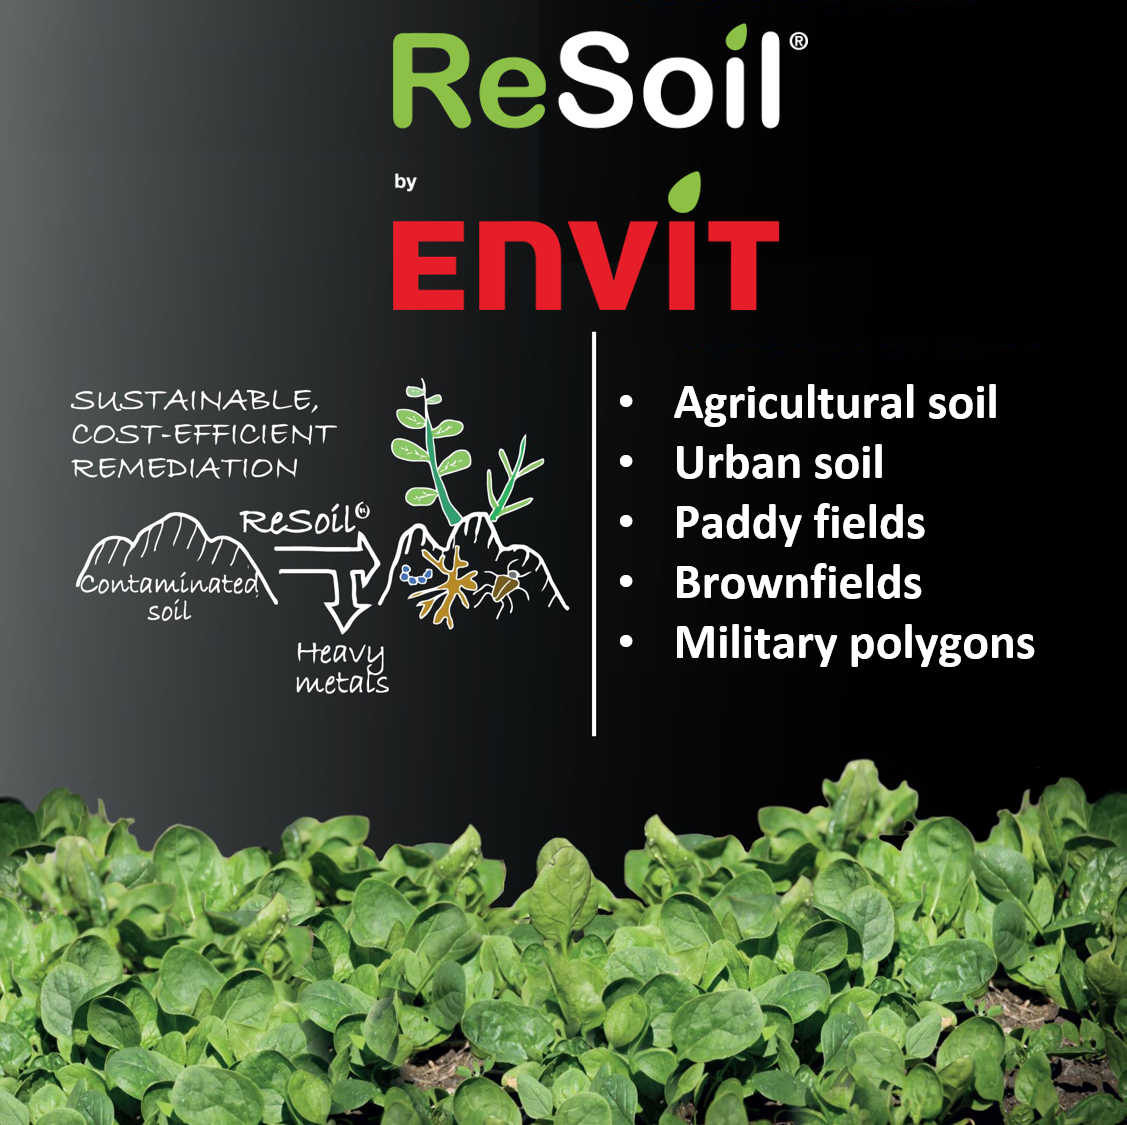 ReSoil®
by
ENVIT
SUSTAINABLE,
COST-EFFICIENT
REMEDIATION
ReSoil®
Contaminated
soil
Heavy
metals
• Agricultural soil
• Urban soil
• Paddy fields
• Brownfields
• Military polygons